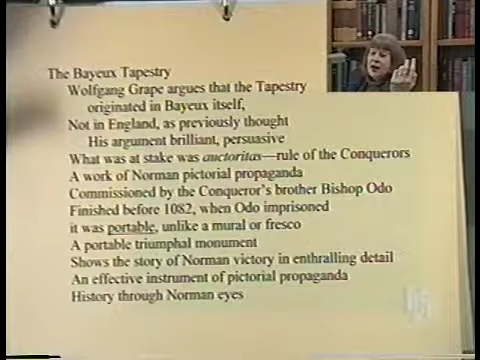 The Bayeux Tapestry
Wolfgang Grape argues that the Tapestry
originated in Bayeux itself,
Not in England, as previously thought
His argument brilliant, persuasive
What was at stake was auctoritas—rule of the Conquerors
A work of Norman pictorial propaganda
Commissioned by the Conqueror's brother Bishop Odo
Finished before 1082, when Odo imprisoned
it was portable, unlike a mural or fresco
A portable triumphal monument
Shows the story of Norman victory in enthralling detail
An effective instrument of pictorial propaganda
History through Norman eyes